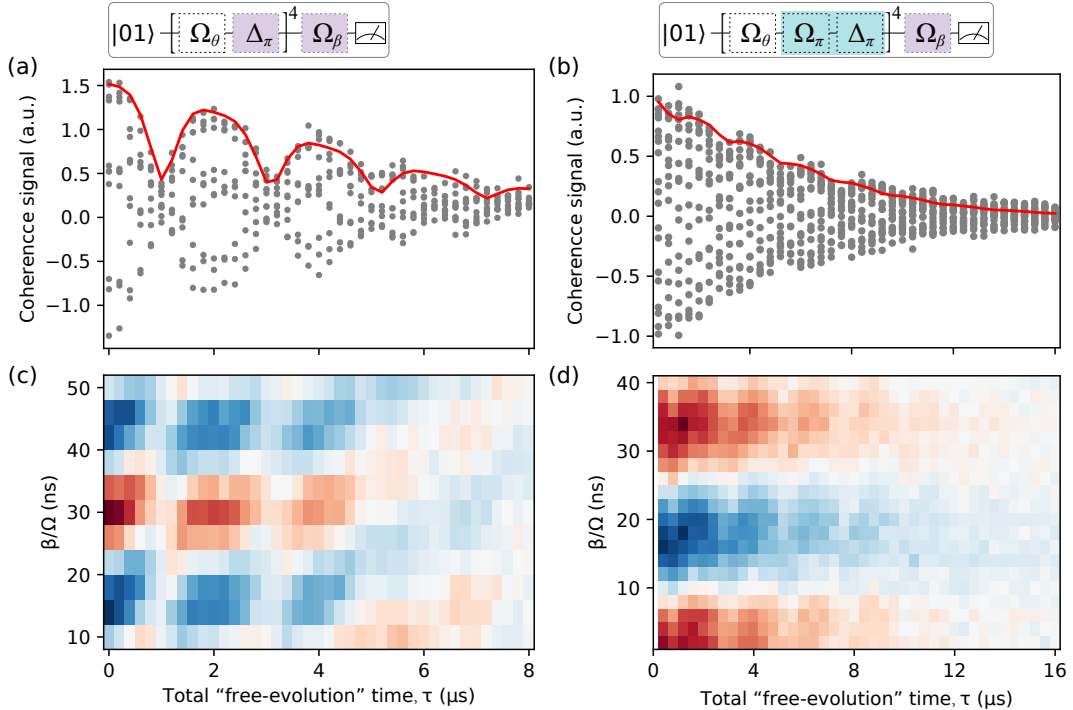 |01⟩ [ Ω_θ Δ_π ]^4 Ω_β
|01⟩ [ Ω_θ Ω_π Δ_π ]^4 Ω_β
(a)
Coherencce signal (a.u.)
1.5
1.0
0.5
0.0
−0.5
−1.0
(b)
Coherencce signal (a.u.)
1.0
0.5
0.0
−0.5
−1.0
(c)
β/Ω (ns)
50
40
30
20
10
0 2 4 6 8
Total “free-evolution” time, τ (μs)
(d)
β/Ω (ns)
40
30
20
10
0 4 8 12 16
Total “free-evolution” time, τ (μs)